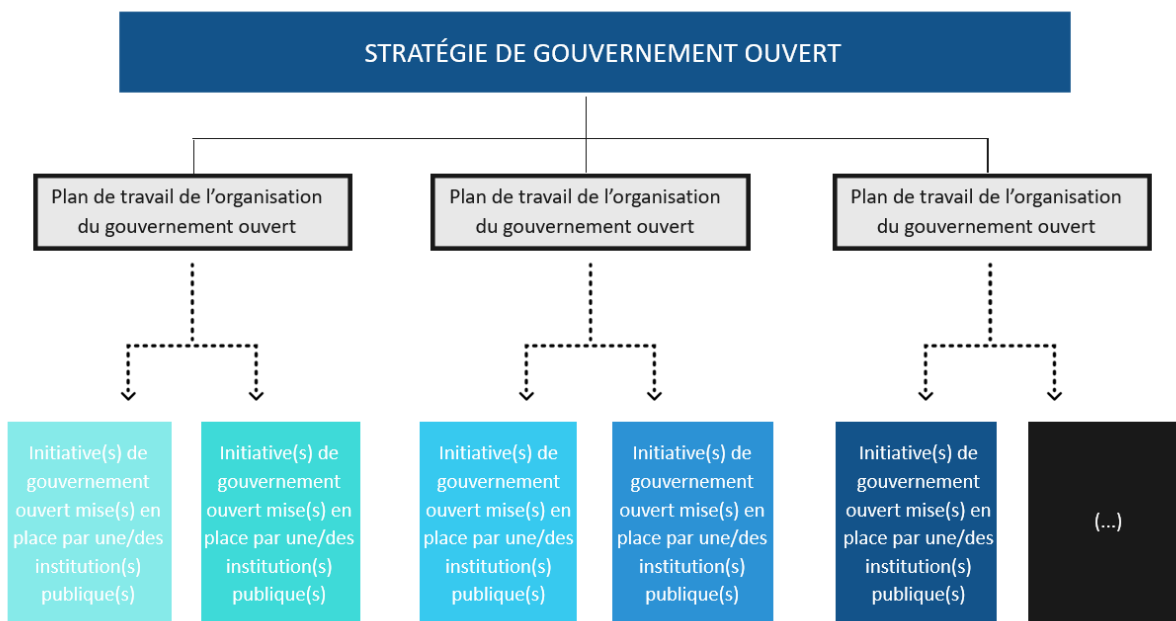 STRATÉGIE DE GOUVERNEMENT OUVERT
Plan de travail de l’organisation
du gouvernement ouvert
Plan de travail de l’organisation
du gouvernement ouvert
Plan de travail de l’organisation
du gouvernement ouvert
Initiative(s) de
gouvernement
ouvert mise(s) en
place par une/des
institution(s)
publique(s)
Initiative(s) de
gouvernement
ouvert mise(s) en
place par une/des
institution(s)
publique(s)
Initiative(s) de
gouvernement
ouvert mise(s) en
place par une/des
institution(s)
publique(s)
Initiative(s) de
gouvernement
ouvert mise(s) en
place par une/des
institution(s)
publique(s)
Initiative(s) de
gouvernement
ouvert mise(s) en
place par une/des
institution(s)
publique(s)
(...)